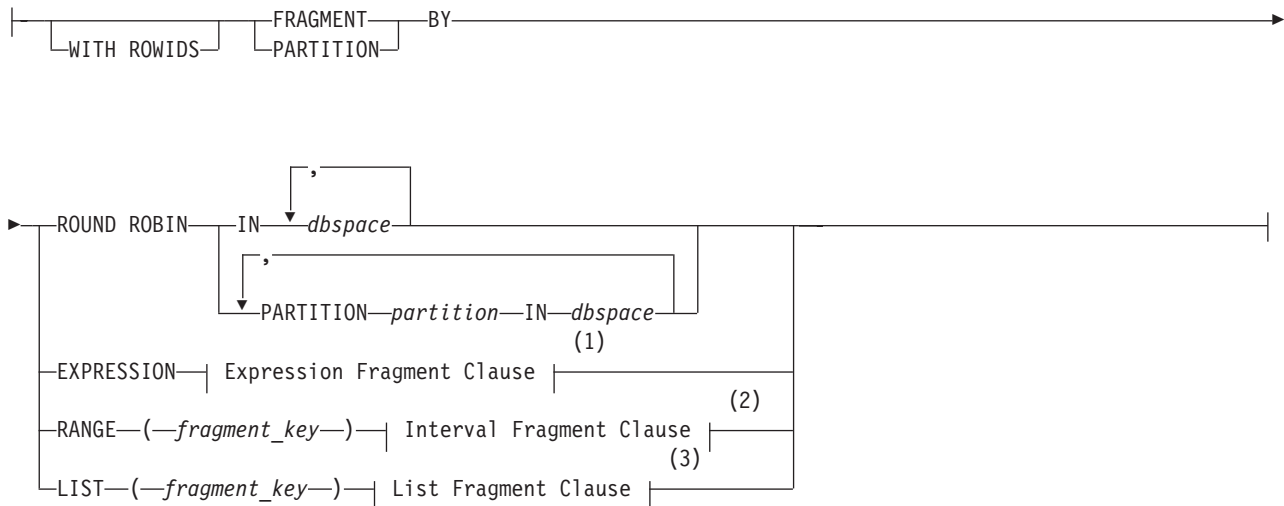 FRAGMENT BY
WITH ROWIDS PARTITION
,
ROUND ROBIN IN dbspace
,
PARTITION partition IN dbspace
(1)
EXPRESSION Expression Fragment Clause
(2)
RANGE ( fragment_key ) Interval Fragment Clause
(3)
LIST ( fragment_key ) List Fragment Clause